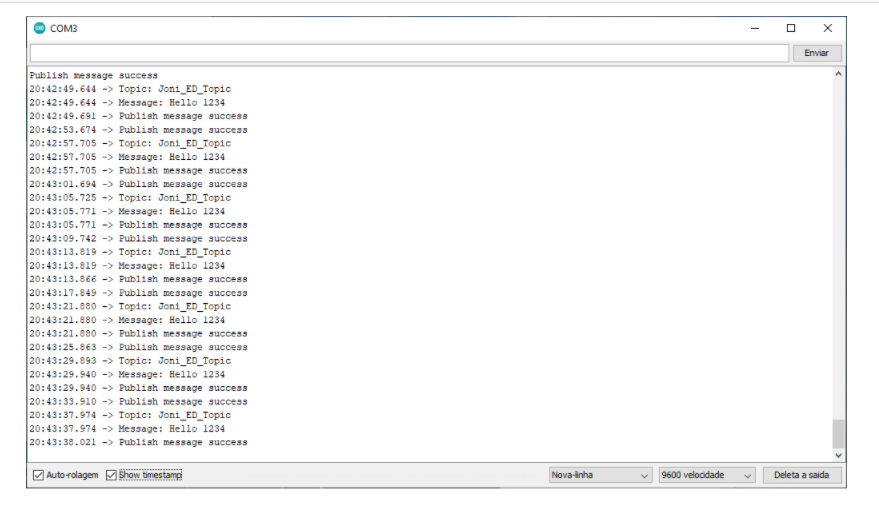 COM3
Enviar
Publish message success
20:42:49.644 -> Topic: Joni_ED_Topic
20:42:49.644 -> Message: Hello 1234
20:42:49.691 -> Publish message success
20:42:53.674 -> Publish message success
20:42:57.705 -> Topic: Joni_ED_Topic
20:42:57.705 -> Message: Hello 1234
20:42:57.705 -> Publish message success
20:43:01.694 -> Publish message success
20:43:05.725 -> Topic: Joni_ED_Topic
20:43:05.771 -> Message: Hello 1234
20:43:05.771 -> Publish message success
20:43:09.742 -> Publish message success
20:43:13.819 -> Topic: Joni_ED_Topic
20:43:13.819 -> Message: Hello 1234
20:43:13.866 -> Publish message success
20:43:17.849 -> Publish message success
20:43:21.880 -> Topic: Joni_ED_Topic
20:43:21.880 -> Message: Hello 1234
20:43:21.880 -> Publish message success
20:43:25.863 -> Publish message success
20:43:29.893 -> Topic: Joni_ED_Topic
20:43:29.940 -> Message: Hello 1234
20:43:29.940 -> Publish message success
20:43:33.910 -> Publish message success
20:43:37.974 -> Topic: Joni_ED_Topic
20:43:37.974 -> Message: Hello 1234
20:43:38.021 -> Publish message success
Auto-rolagem Show timestamp Nova-linha 9600 velocidade Deleta a saida